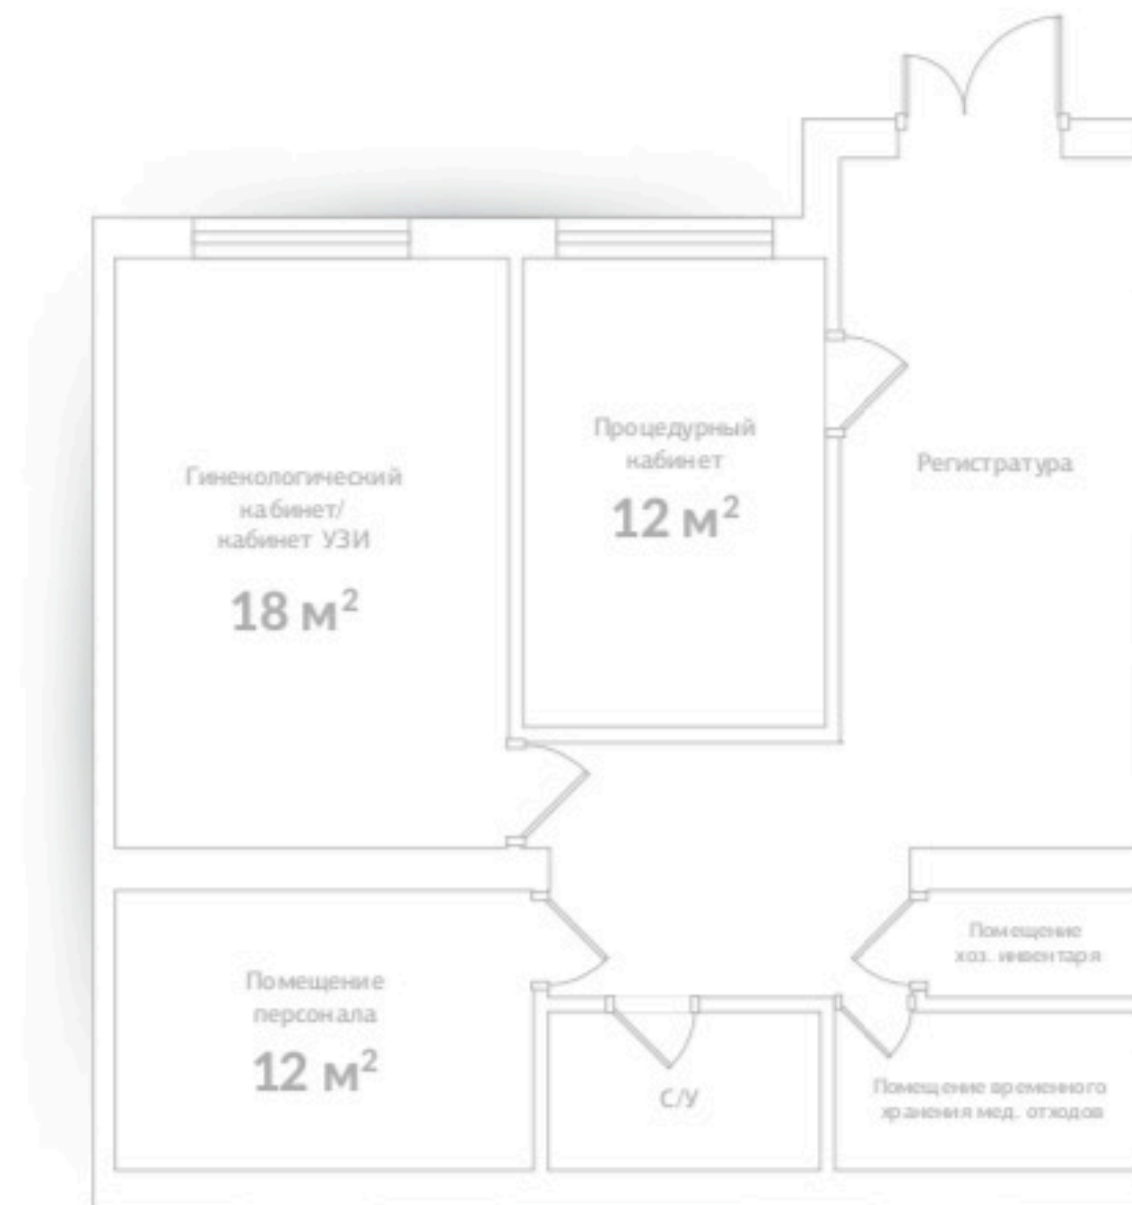 Процедурный
кабинет
12 м²
Регистратура
Гинекологический
кабинет/
кабинет УЗИ
18 м²
Помещение
хоз. инвентаря
Помещение
персонала
12 м²
С/У
Помещение временного
хранения мед. отходов